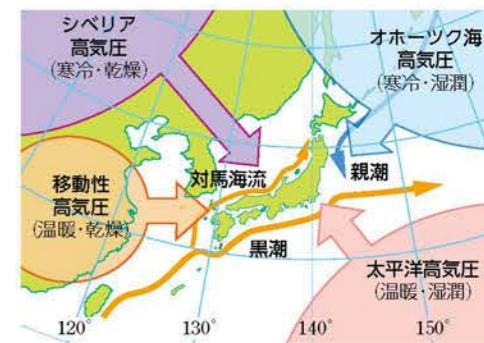 シベリア
高気圧
(寒冷・乾燥)
オホーツク海
高気圧
(寒冷・湿潤)
移動性
高気圧
(温暖・乾燥)
対馬海流
親潮
黒潮
太平洋高気圧
(温暖・湿潤)
120°
130°
140°
150°